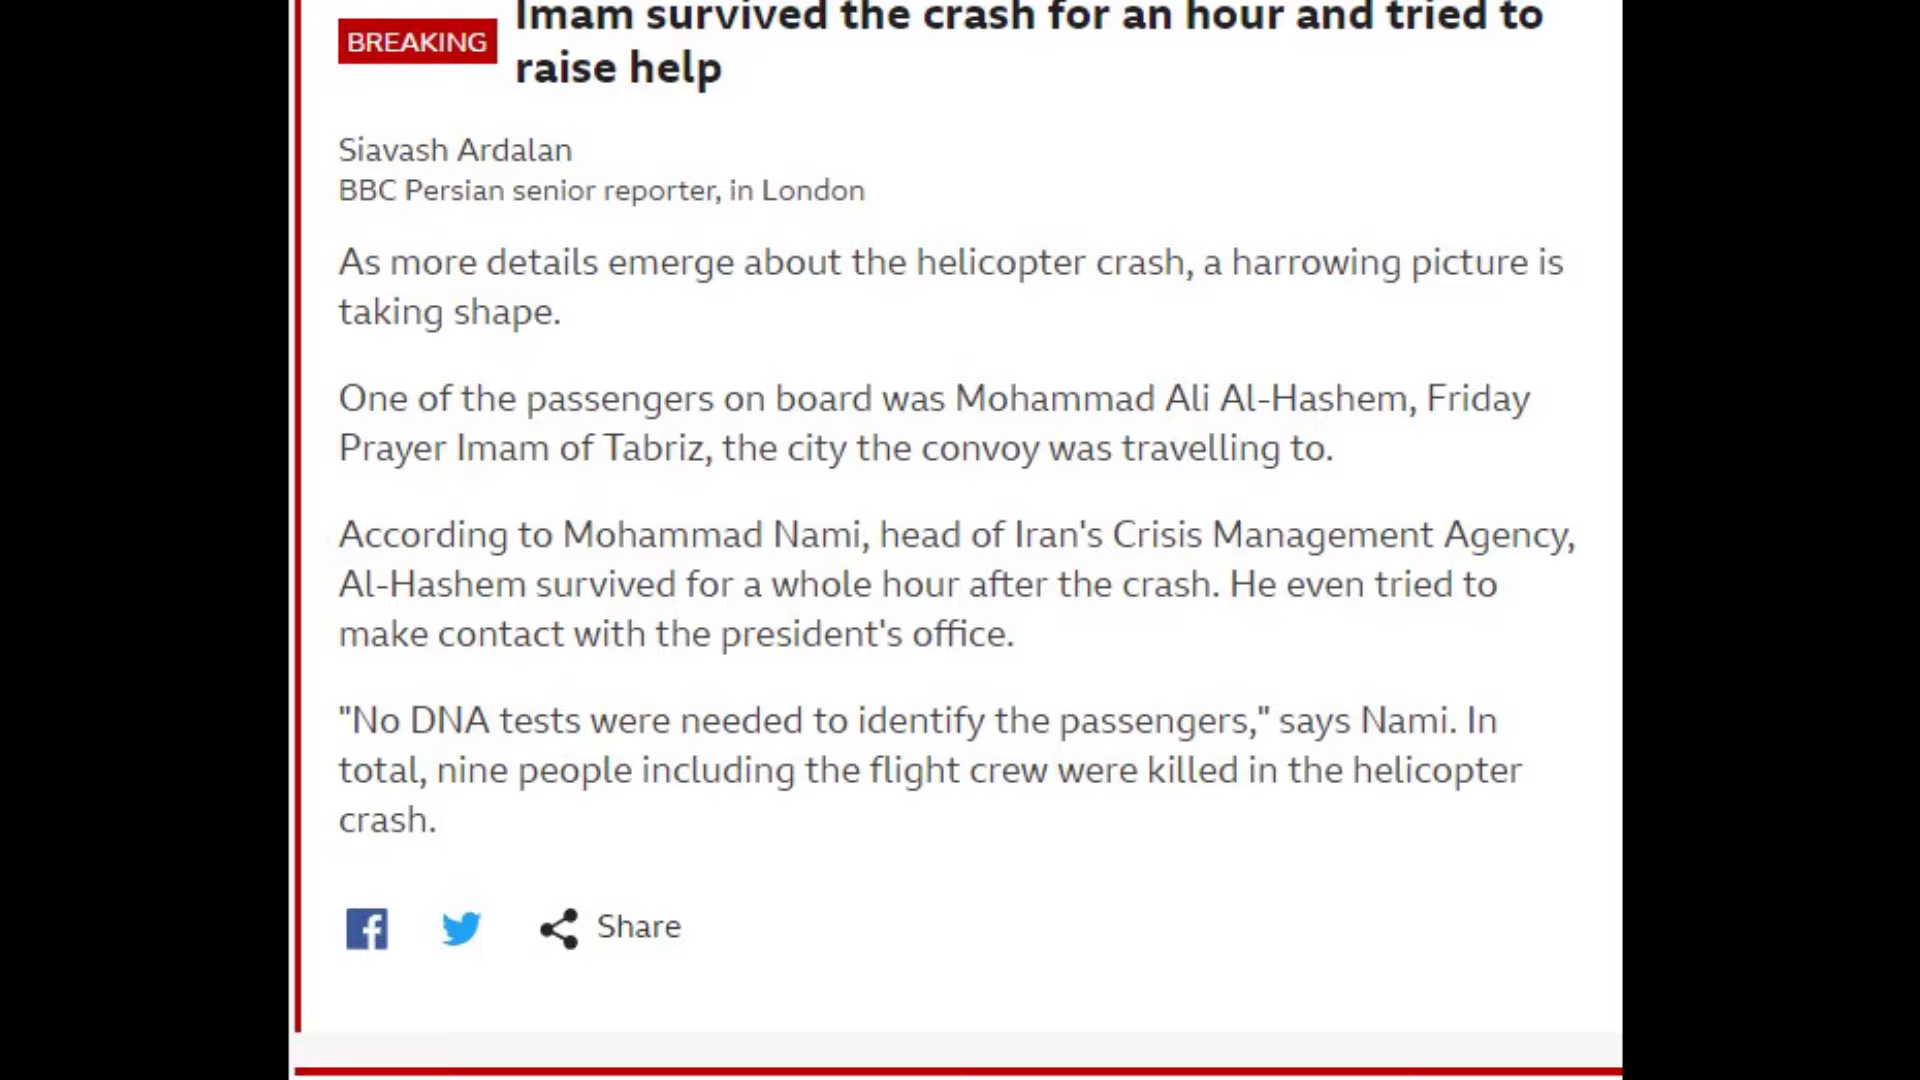 Imam survived the crash for an hour and tried to
BREAKING
raise help
Siavash Ardalan
BBC Persian senior reporter, in London
As more details emerge about the helicopter crash, a harrowing picture is
taking shape.
One of the passengers on board was Mohammad Ali Al-Hashem, Friday
Prayer Imam of Tabriz, the city the convoy was travelling to.
According to Mohammad Nami, head of Iran's Crisis Management Agency,
Al-Hashem survived for a whole hour after the crash. He even tried to
make contact with the president's office.
"No DNA tests were needed to identify the passengers," says Nami. In
total, nine people including the flight crew were killed in the helicopter
crash.
Share